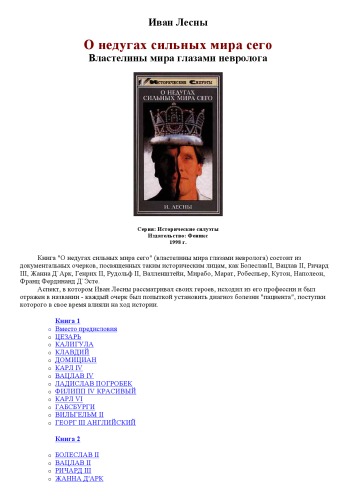 Иван Лесны
О недугах сильных мира сего
Властелины мира глазами невролога
Исторические Силуэты
О НЕДУГАХ
СИЛЬНЫХ МИРА СЕГО
И. ЛЕСНЫ
Серия: Исторические силуэты
Издательство: Феникс
1998 г.
Книга "О недугах сильных мира сего" (властелины мира глазами невролога) состоит из
документальных очерков, посвященных таким историческим лицам, как БолеславII, Вацлав II, Ричард
III, Жанна Д`Арк, Генрих II, Рудольф II, Валленштейн, Мирабо, Марат, Робеспьер, Кутон, Наполеон,
Франц Фердинанд Д`Эсте.
Аспект, в котором Иван Лесны рассматривал своих героев, исходит из его профессии и был
отражен в названии - каждый очерк был попыткой установить диагноз болезни "пациента", поступки
которого в свое время влияли на ход истории.
Книга 1
Вместо предисловия
ЦЕЗАРЬ
КАЛИГУЛА
КЛАВДИЙ
ДОМИЦИАН
КАРЛ IV
ВАЦЛАВ IV
ЛАДИСЛАВ ПОГРОБЕК
ФИЛИПП IV КРАСИВЫЙ
КАРЛ VI
ГАБСБУРГИ
ВИЛЬГЕЛЬМ II
ГЕОРГ III АНГЛИЙСКИЙ
Книга 2
БОЛЕСЛАВ II
ВАЦЛАВ II
РИЧАРД III
ЖАННА Д'АРК